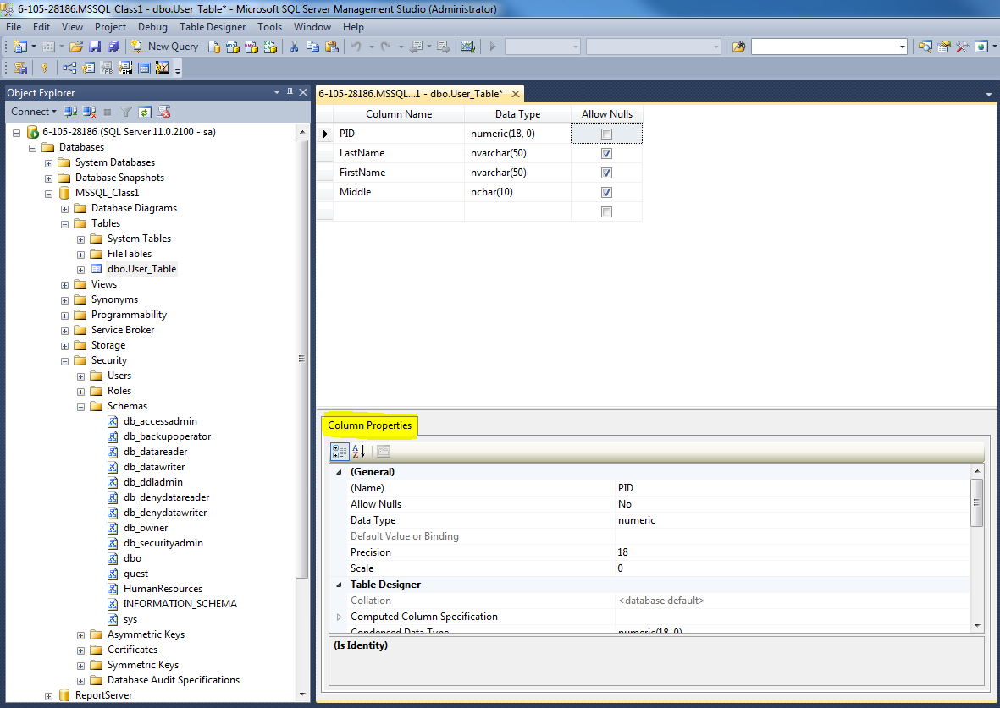 6-105-28186.MSSQL_Class1 - dbo.User_Table* - Microsoft SQL Server Management Studio (Administrator)
File Edit View Project Debug Table Designer Tools Window Help
New Query
Object Explorer
Connect
6-105-28186 (SQL Server 11.0.2100 - sa)
Databases
System Databases
Database Snapshots
MSSQL_Class1
Database Diagrams
Tables
System Tables
FileTables
dbo.User_Table
Views
Synonyms
Programmability
Service Broker
Storage
Security
Users
Roles
Schemas
db_accessadmin
db_backupoperator
db_datareader
db_datawriter
db_ddladmin
db_denydatareader
db_denydatawriter
db_owner
db_securityadmin
dbo
guest
HumanResources
INFORMATION_SCHEMA
sys
Asymmetric Keys
Certificates
Symmetric Keys
Database Audit Specifications
ReportServer
6-105-28186.MSSQL...1 - dbo.User_Table*
Column Name Data Type Allow Nulls
PID numeric(18, 0)
LastName nvarchar(50)
FirstName nvarchar(50)
Middle nchar(10)
Column Properties
(General)
(Name) PID
Allow Nulls No
Data Type numeric
Default Value or Binding
Precision 18
Scale 0
Table Designer
Collation <database default>
Computed Column Specification
Condensed Data Type numeric(18, 0)
(Is Identity)